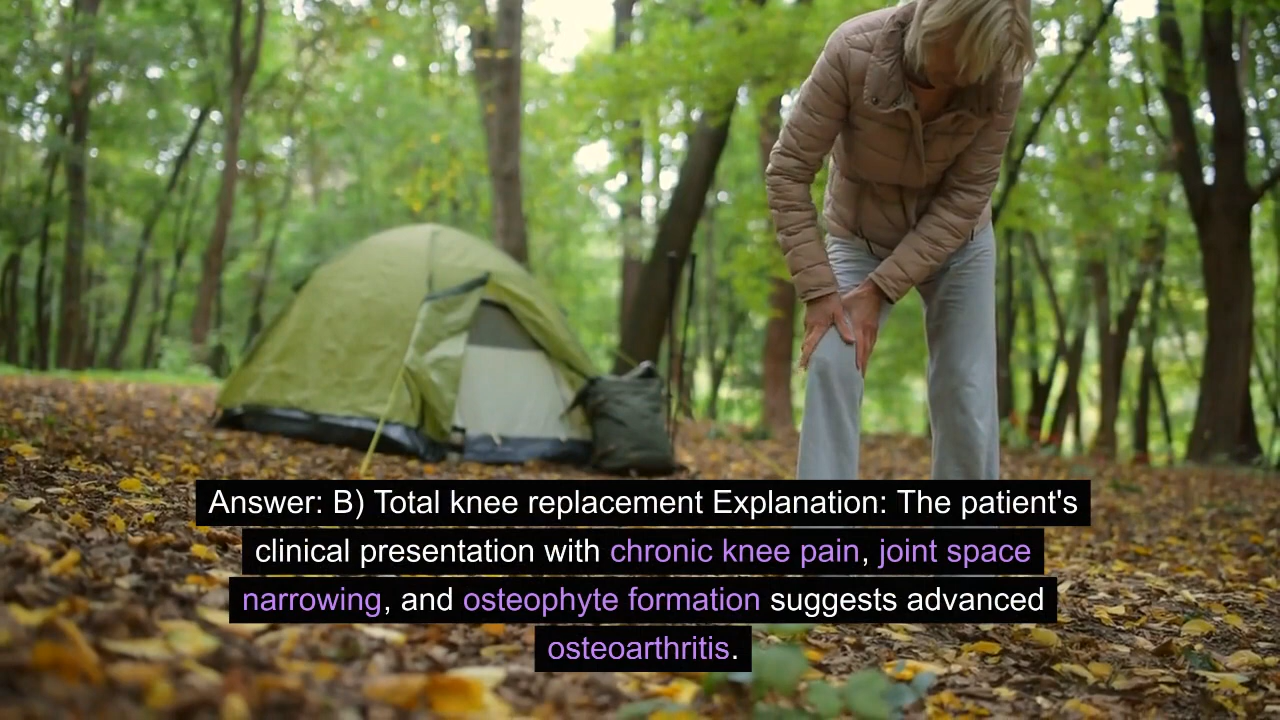 Answer: B) Total knee replacement Explanation: The patient's
clinical presentation with chronic knee pain, joint space
narrowing, and osteophyte formation suggests advanced
osteoarthritis.